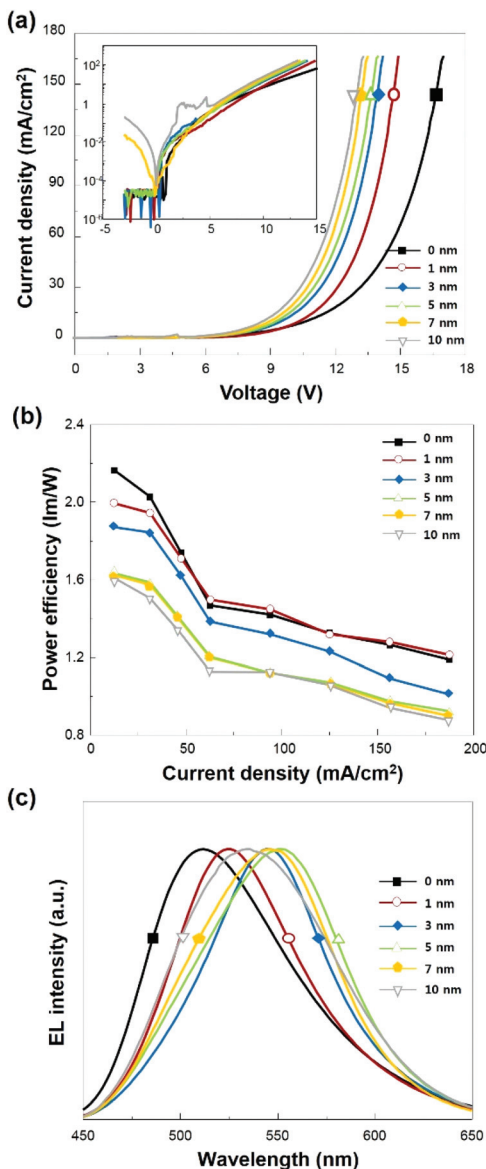 (a)
Current density (mA/cm²)
180
150
120
90
60
30
0
10²
1
10⁻²
10⁻⁴
10⁻⁶
-5 0 5 10 15
0 nm
1 nm
3 nm
5 nm
7 nm
10 nm
0 3 6 9 12 15 18
Voltage (V)
(b)
Power efficiency (lm/W)
2.4
2.0
1.6
1.2
0.8
0 nm
1 nm
3 nm
5 nm
7 nm
10 nm
0 50 100 150 200
Current density (mA/cm²)
(c)
EL intensity (a.u.)
0 nm
1 nm
3 nm
5 nm
7 nm
10 nm
450 500 550 600 650
Wavelength (nm)